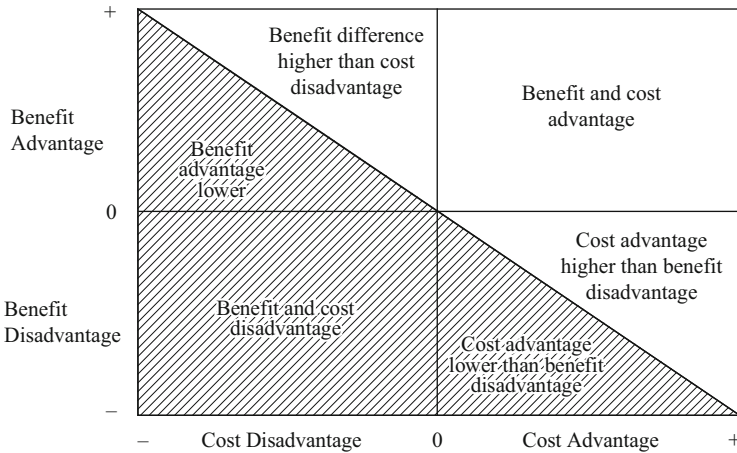 +
Benefit difference
higher than cost
disadvantage
Benefit and cost
advantage
Benefit
Advantage
Benefit
advantage
lower
0
Cost advantage
higher than benefit
disadvantage
Benefit
Disadvantage
Benefit and cost
disadvantage
Cost advantage
lower than benefit
disadvantage
–
– Cost Disadvantage 0 Cost Advantage +